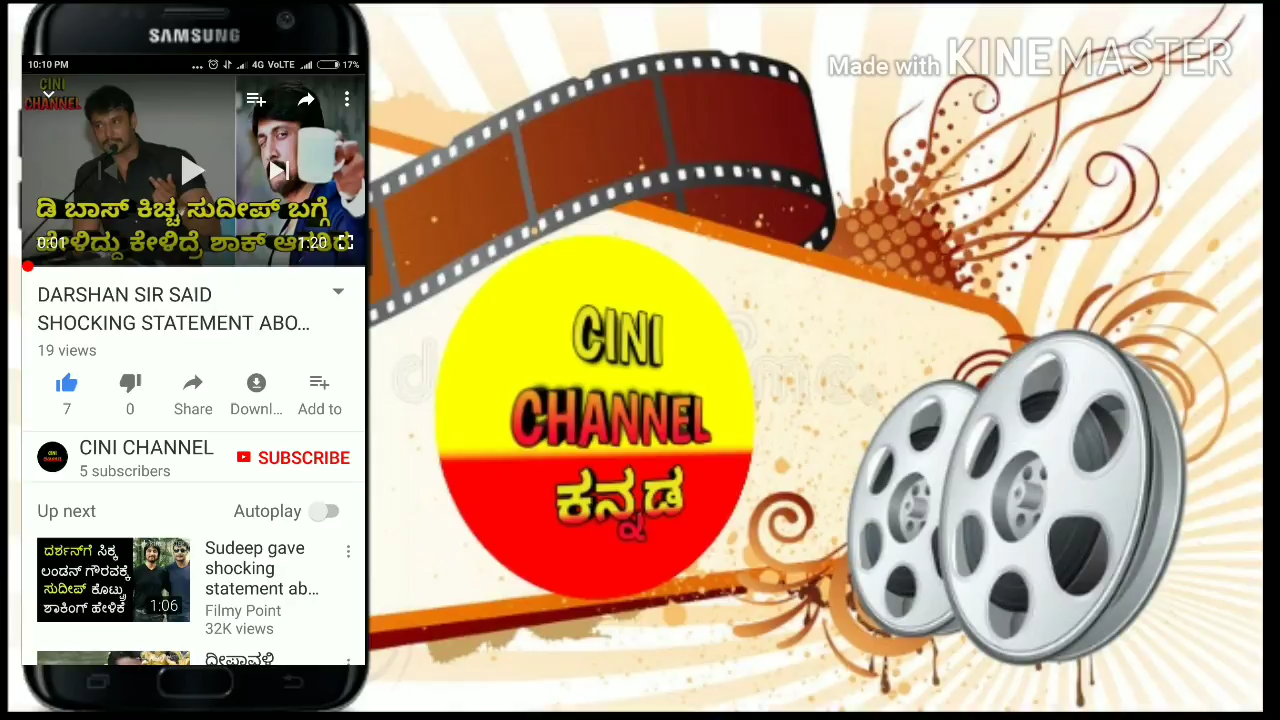 SAMSUNG
10:10 PM
... 4G VoLTE 17%
CINI
CHANNEL
ಡಿ ಬಾಸ್ ಕಿಚ್ಚ ಸುದೀಪ್ ಬಗ್ಗೆ
ಹೇಳಿದ್ದು ಕೇಳಿದ್ರೆ ಶಾಕ್
0:01
1:20
DARSHAN SIR SAID
SHOCKING STATEMENT ABO...
19 views
7
0
Share
Downl...
Add to
CINI CHANNEL
5 subscribers
SUBSCRIBE
Up next
Autoplay
ದರ್ಶನ್‌ಗೆ ಸಿಕ್ಕ
ಲಂಡನ್ ಗೌರವಕ್ಕೆ
ಸುದೀಪ್ ಕೊಟ್ಟ
ಶಾಕಿಂಗ್ ಹೇಳಿಕೆ
1:06
Sudeep gave
shocking
statement ab...
Filmy Point
32K views
ದೀಪಾವಳಿ
Made with KINEMASTER
CINI
CHANNEL
ಕನ್ನಡ